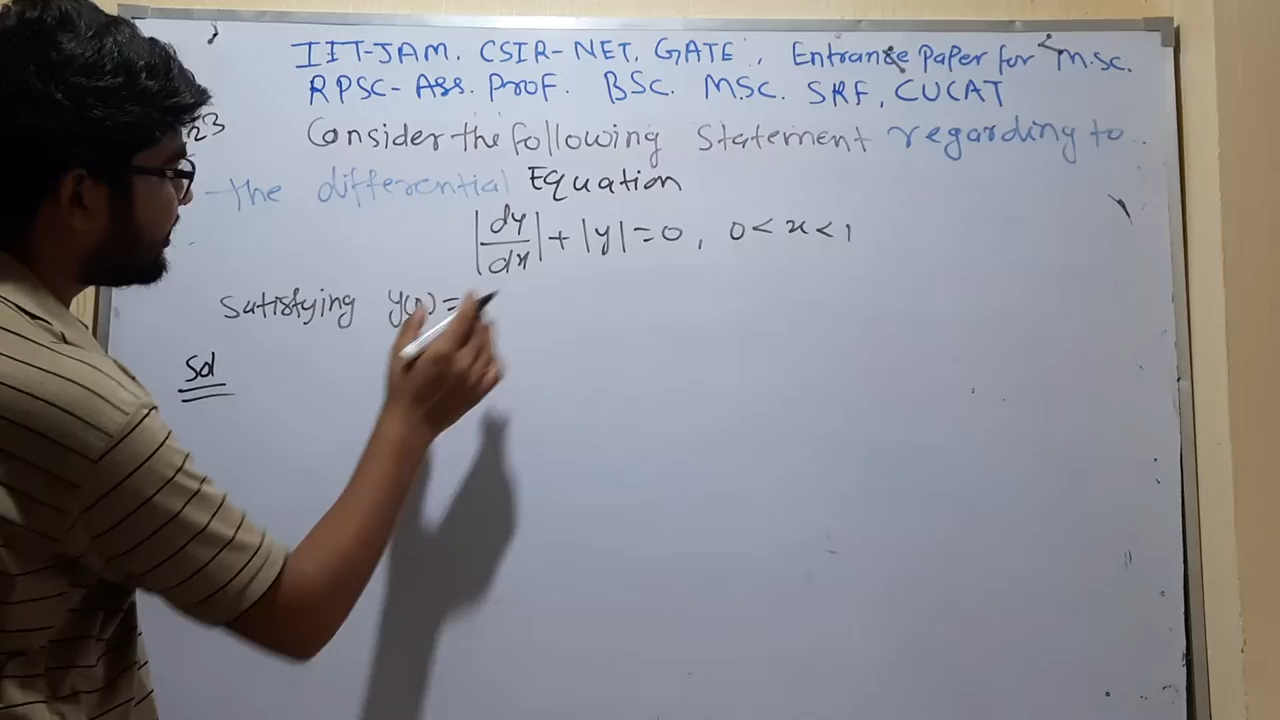 IIT-JAM, CSIR-NET, GATE, Entrance Paper for M.Sc.
RPSC-Ass. Prof. BSc. MSC. SRF, CUCAT
23 Consider the following Statement regarding to..
the differential Equation
|dy/dx| + |y| = 0, 0 < x < 1
Satisfying =
Sol